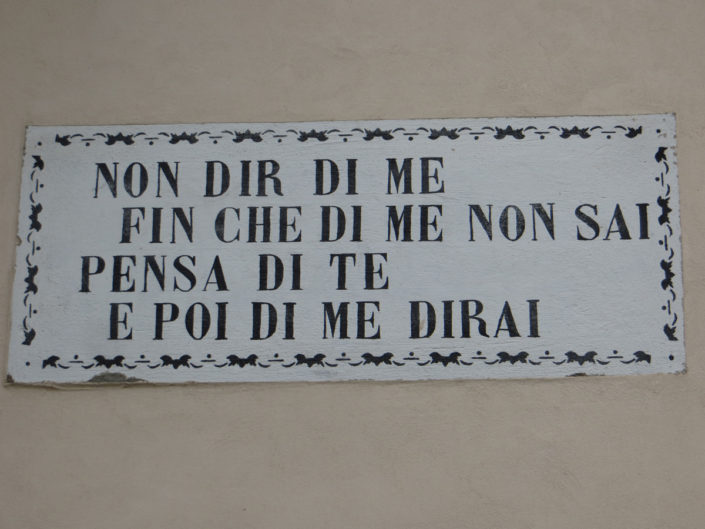 NON DIR DI ME
FIN CHE DI ME NON SAI
PENSA DI TE
E POI DI ME DIRAI